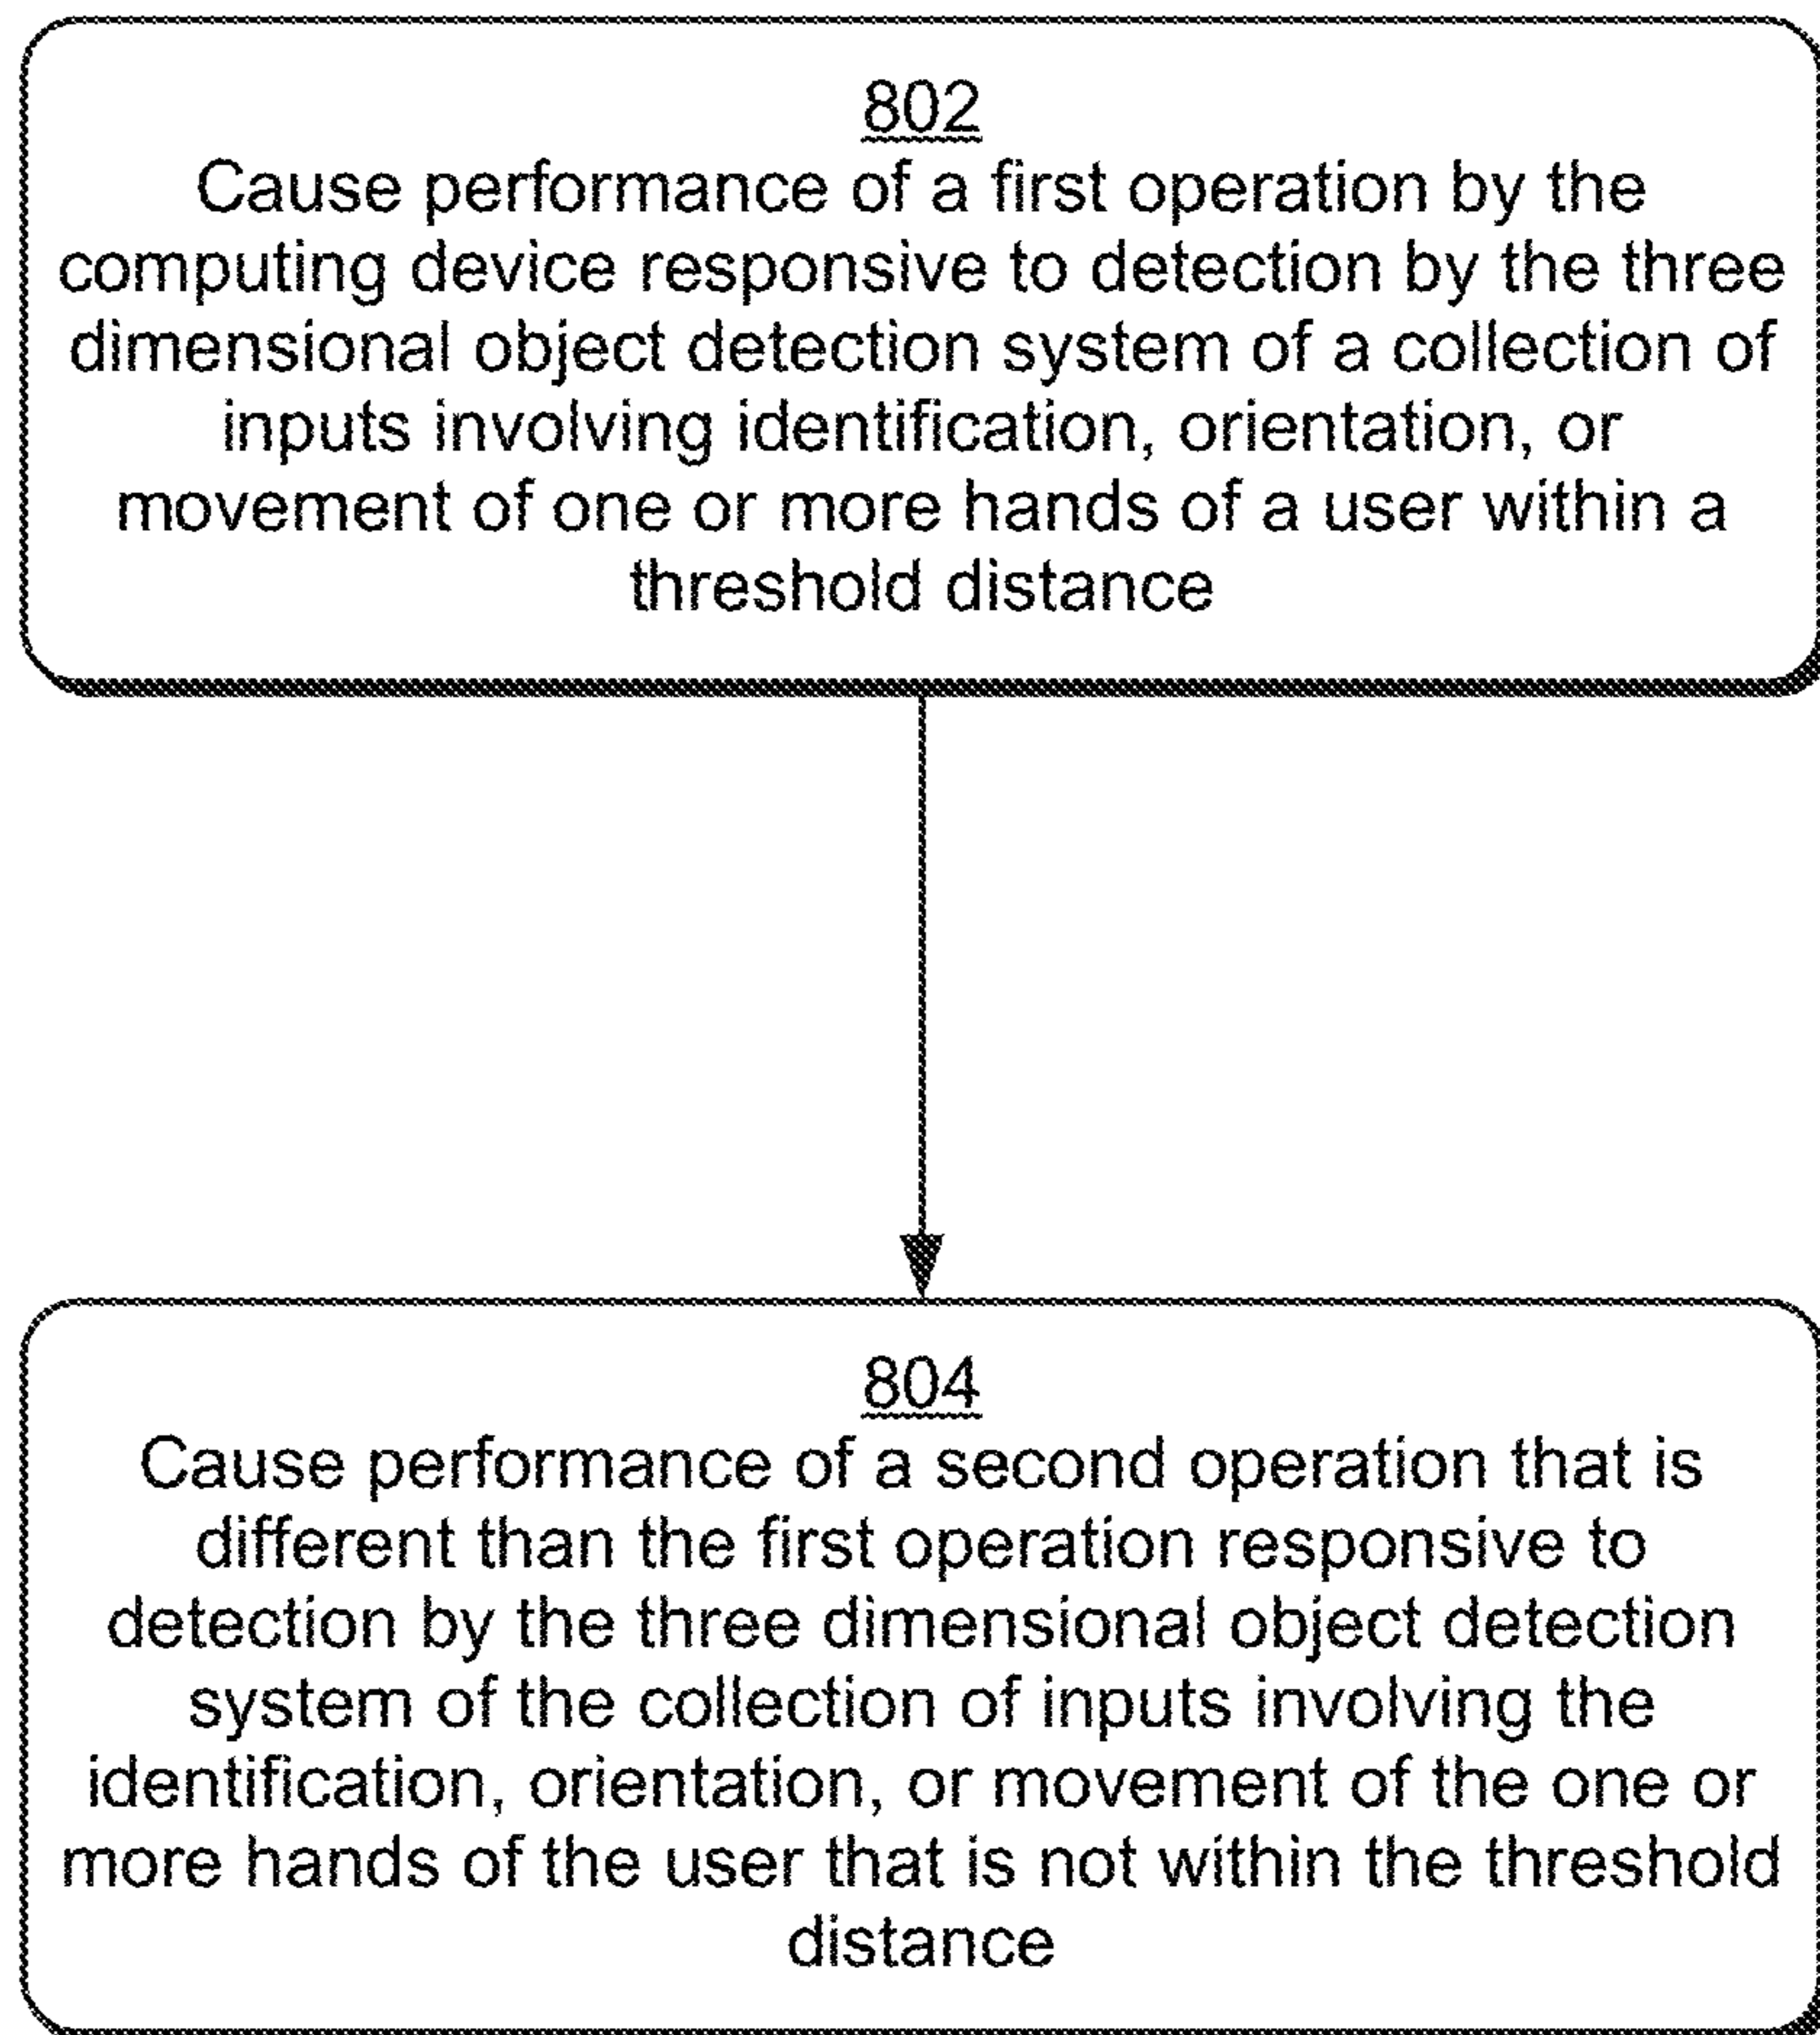 802
Cause performance of a first operation by the
computing device responsive to detection by the three
dimensional object detection system of a collection of
inputs involving identification, orientation, or
movement of one or more hands of a user within a
threshold distance
804
Cause performance of a second operation that is
different than the first operation responsive to
detection by the three dimensional object detection
system of the collection of inputs involving the
identification, orientation, or movement of the one or
more hands of the user that is not within the threshold
distance